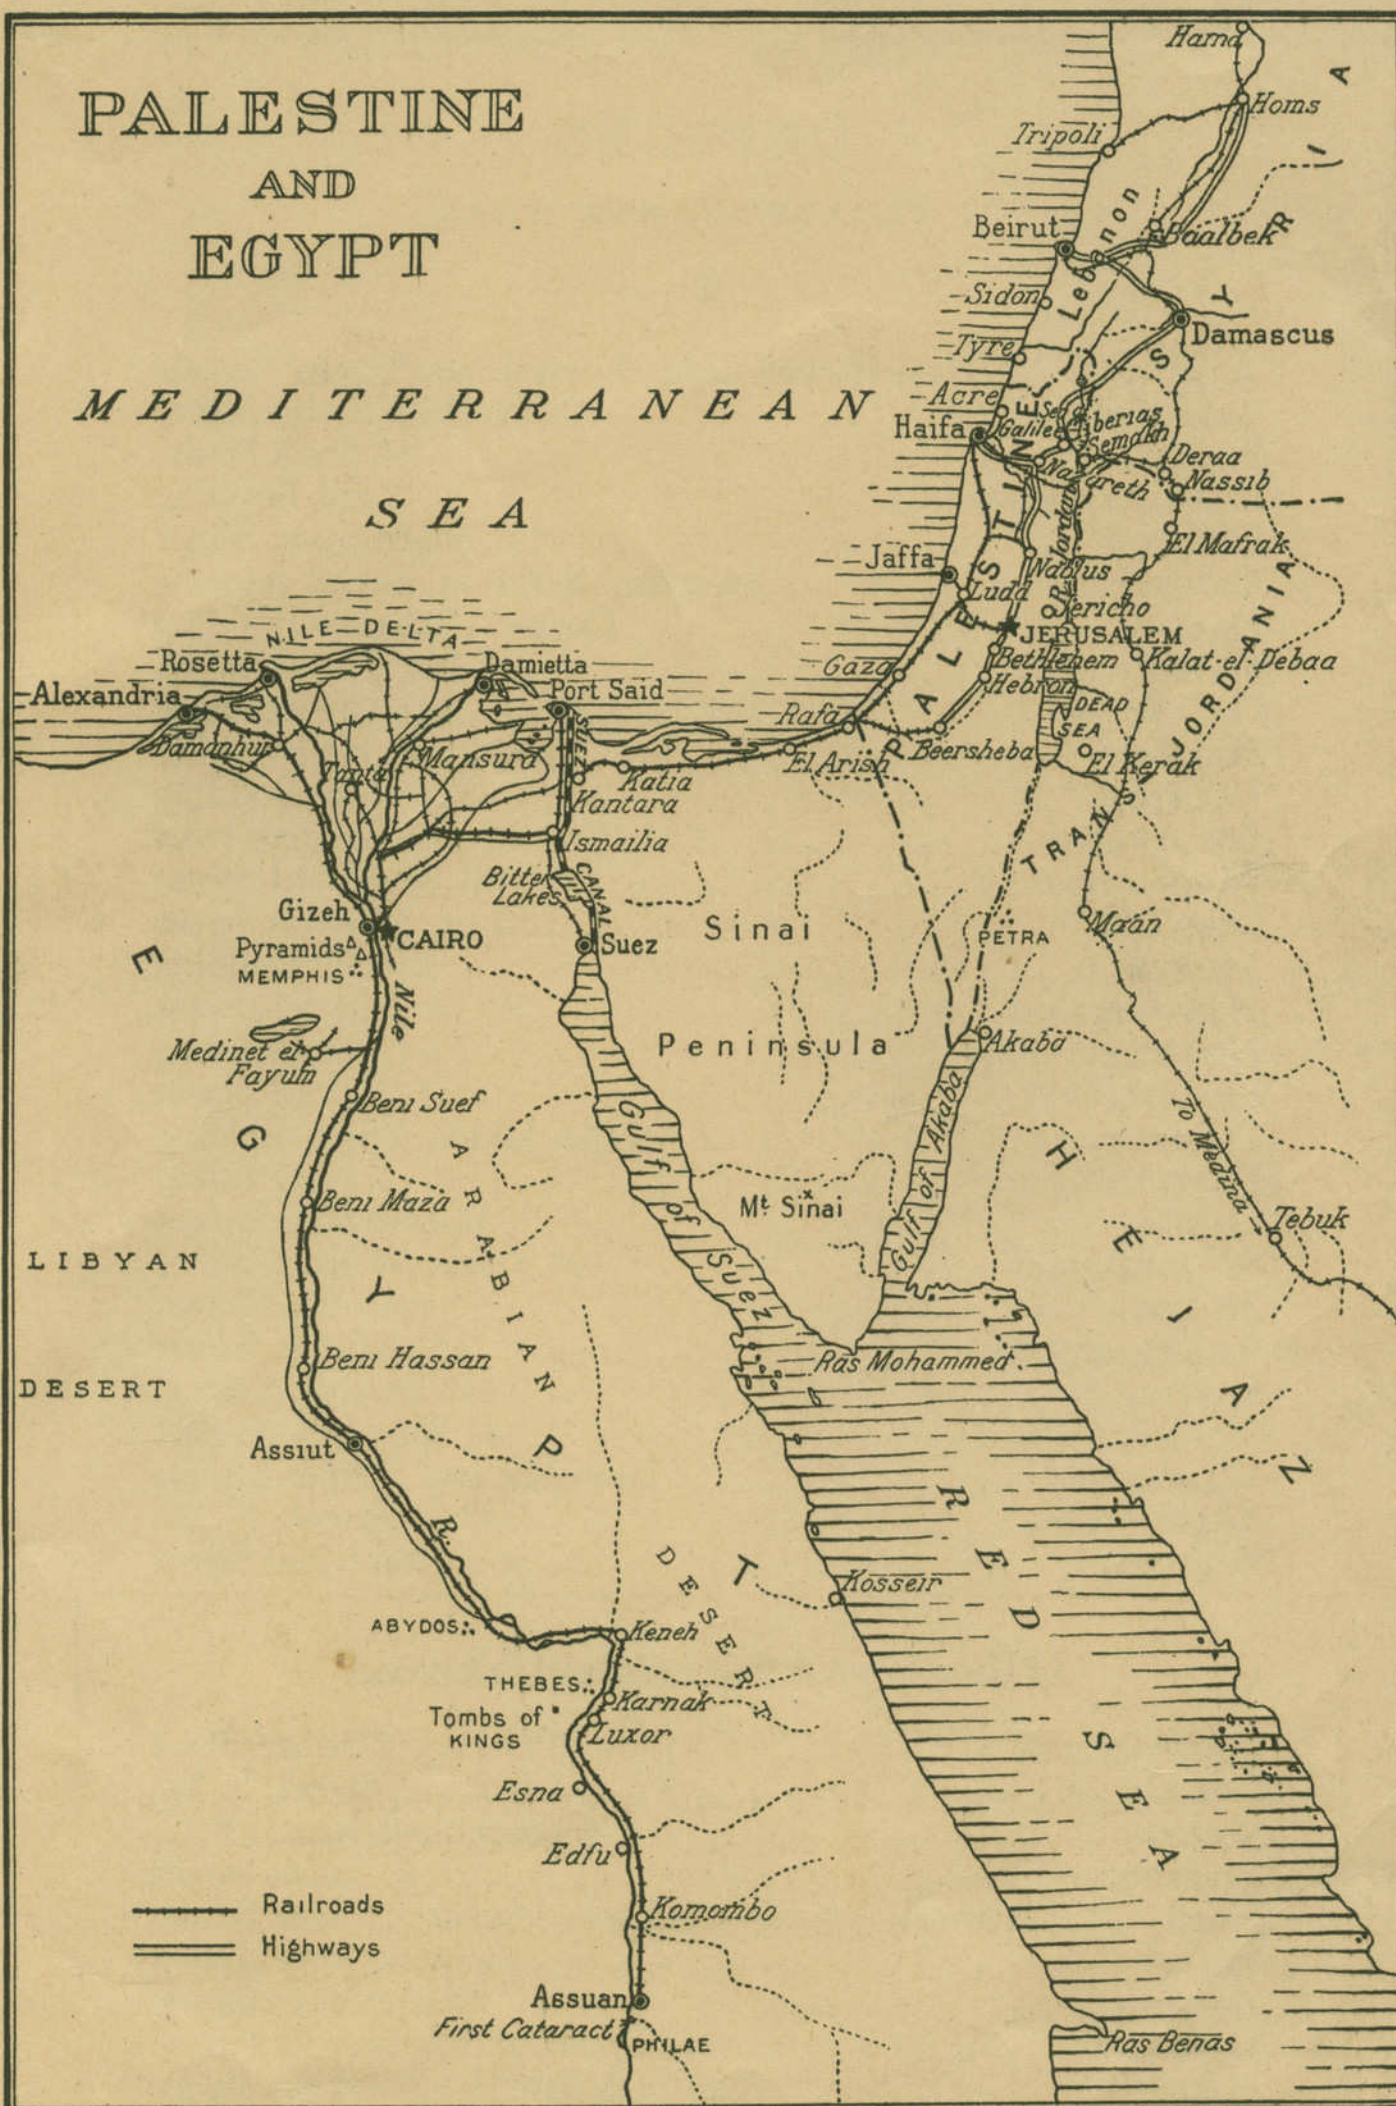 PALESTINE
AND
EGYPT
MEDITERRANEAN
SEA
Hama
Homs
Tripoli
Beirut
Baalbek
Lebanon
SYRIA
Sidon
Damascus
Tyre
Acre
Haifa
Sea of
Galilee
Tiberias
Semakh
Deraa
Nazareth
Nassib
El Mafrak
R. Jordan
Jaffa
Nablus
Ludd
Jericho
JERUSALEM
Bethlehem
Kalat-el-Debaa
Hebron
Gaza
PALESTINE
DEAD
SEA
Rafa
Beersheba
El Arish
El Kerak
TRANSJORDANIA
NILE DELTA
Rosetta
Damietta
Alexandria
Port Said
Damanhur
Mansura
Tanta
SUEZ
CANAL
Katia
Kantara
Ismailia
Bitter
Lakes
Gizeh
CAIRO
Suez
Pyramids
MEMPHIS
Sinai
Peninsula
PETRA
Maan
Akaba
Nile
R.
Medinet el
Fayum
Beni Suef
EGYPT
Gulf of Suez
Gulf of Akaba
To Medina
HEJAZ
Tebuk
Beni Maza
Mt. Sinai
LIBYAN
DESERT
ARABIAN
DESERT
Beni Hassan
Ras Mohammed
Assiut
RED SEA
Kosseir
ABYDOS
Keneh
THEBES
Karnak
Tombs of
KINGS
Luxor
Esna
Edfu
Komombo
Railroads
Highways
Assuan
First Cataract
PHILAE
Ras Benas